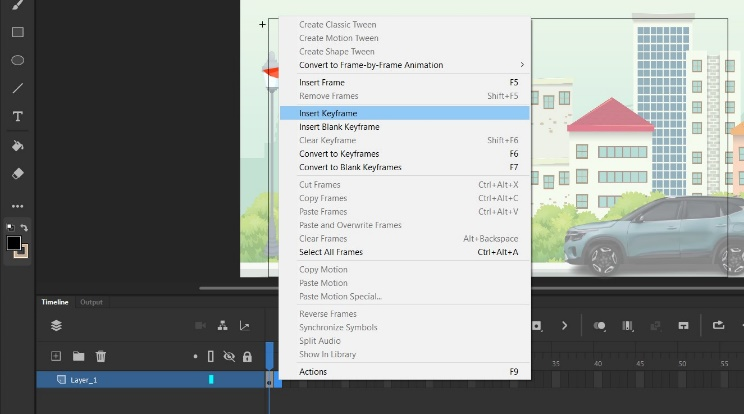 Create Classic Tween
Create Motion Tween
Create Shape Tween
Convert to Frame-by-Frame Animation
Insert Frame F5
Remove Frames Shift+F5
Insert Keyframe
Insert Blank Keyframe
Clear Keyframe Shift+F6
Convert to Keyframes F6
Convert to Blank Keyframes F7
Cut Frames Ctrl+Alt+X
Copy Frames Ctrl+Alt+C
Paste Frames Ctrl+Alt+V
Paste and Overwrite Frames
Clear Frames Alt+Backspace
Select All Frames Ctrl+Alt+A
Copy Motion
Paste Motion
Paste Motion Special...
Reverse Frames
Synchronize Symbols
Split Audio
Show In Library
Actions F9
Timeline Output
35 40 45 50 55
Layer_1